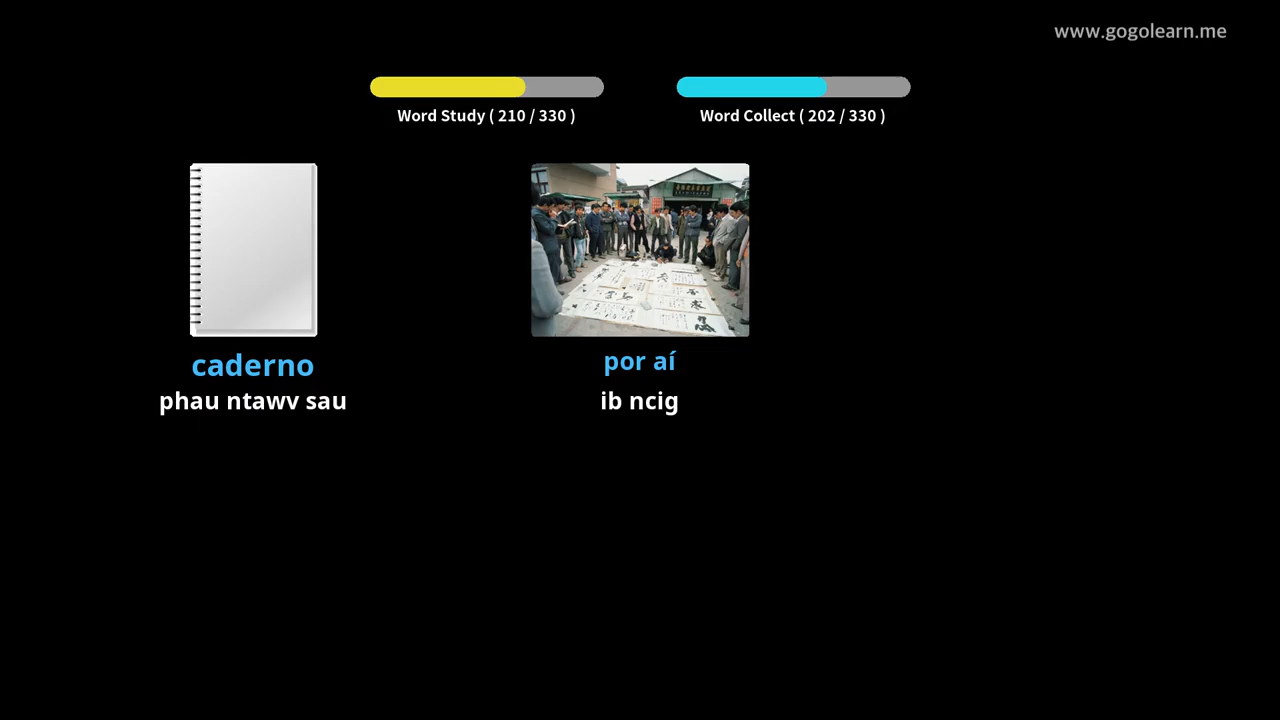 www.gogolearn.me
Word Study ( 210 / 330 )
Word Collect ( 202 / 330 )
caderno
phau ntawv sau
por aí
ib ncig